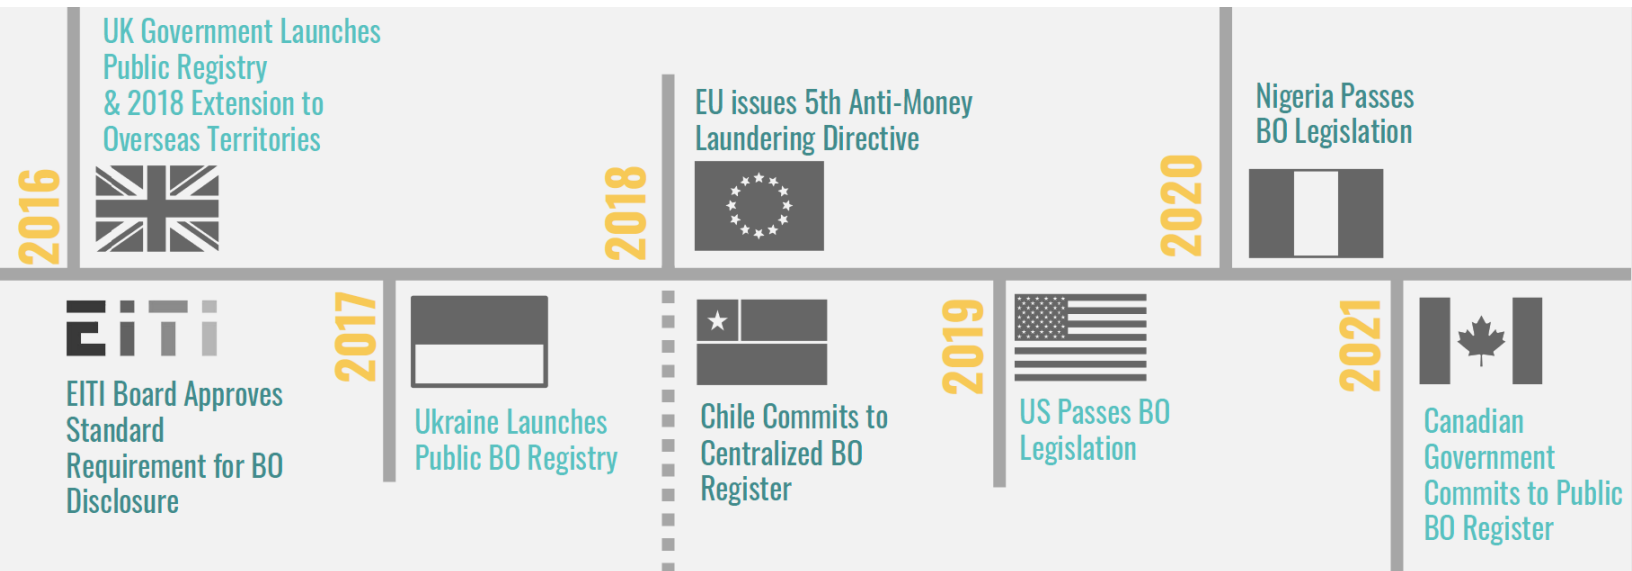 2016
UK Government Launches
Public Registry
& 2018 Extension to
Overseas Territories
EITI
EITI Board Approves
Standard
Requirement for BO
Disclosure
2017
Ukraine Launches
Public BO Registry
2018
EU issues 5th Anti-Money
Laundering Directive
Chile Commits to
Centralized BO
Register
2019
US Passes BO
Legislation
2020
Nigeria Passes
BO Legislation
2021
Canadian
Government
Commits to Public
BO Register